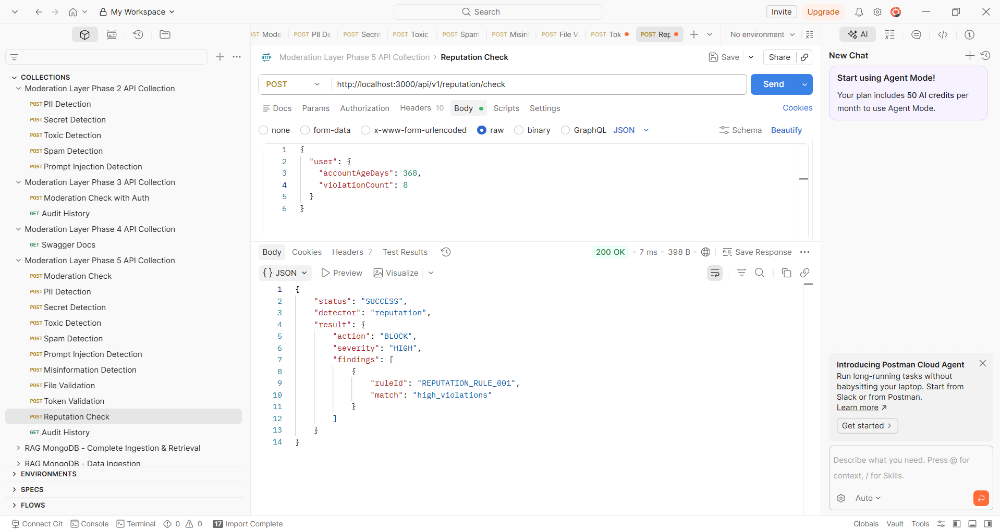 My Workspace
Search
Invite
Upgrade
POST Mode
POST PII De
POST Secre
POST Toxic
POST Spam
POST Misin
POST File V
POST Tok
POST Rep
No environment
AI
COLLECTIONS
Moderation Layer Phase 2 API Collection
POST PII Detection
POST Secret Detection
POST Toxic Detection
POST Spam Detection
POST Prompt Injection Detection
Moderation Layer Phase 3 API Collection
POST Moderation Check with Auth
GET Audit History
Moderation Layer Phase 4 API Collection
GET Swagger Docs
Moderation Layer Phase 5 API Collection
POST Moderation Check
POST PII Detection
POST Secret Detection
POST Toxic Detection
POST Spam Detection
POST Prompt Injection Detection
POST Misinformation Detection
POST File Validation
POST Token Validation
POST Reputation Check
GET Audit History
RAG MongoDB - Complete Ingestion & Retrieval
RAG MongoDB - Data Ingestion
ENVIRONMENTS
SPECS
FLOWS
HTTP Moderation Layer Phase 5 API Collection > Reputation Check
Save
Share
POST
http://localhost:3000/api/v1/reputation/check
Send
Docs Params Authorization Headers 10 Body Scripts Settings
Cookies
none form-data x-www-form-urlencoded raw binary GraphQL JSON
Schema Beautify
1 {
2 "user": {
3 "accountAgeDays": 368,
4 "violationCount": 8
5 }
6 }
Body Cookies Headers 7 Test Results
200 OK • 7 ms • 398 B •
e.g. Save Response
{} JSON Preview Visualize
1 {
2 "status": "SUCCESS",
3 "detector": "reputation",
4 "result": {
5 "action": "BLOCK",
6 "severity": "HIGH",
7 "findings": [
8 {
9 "ruleId": "REPUTATION_RULE_001",
10 "match": "high_violations"
11 }
12 ]
13 }
14 }
New Chat
Start using Agent Mode!
Your plan includes 50 AI credits per
month to use Agent Mode.
Introducing Postman Cloud Agent
Run long-running tasks without
babysitting your laptop. Start from
Slack or from Postman.
Learn more
Get started
Describe what you need. Press @ for
context, / for Skills.
Auto
Connect Git Console Terminal 0 0 17 Import Complete
Globals Vault Tools